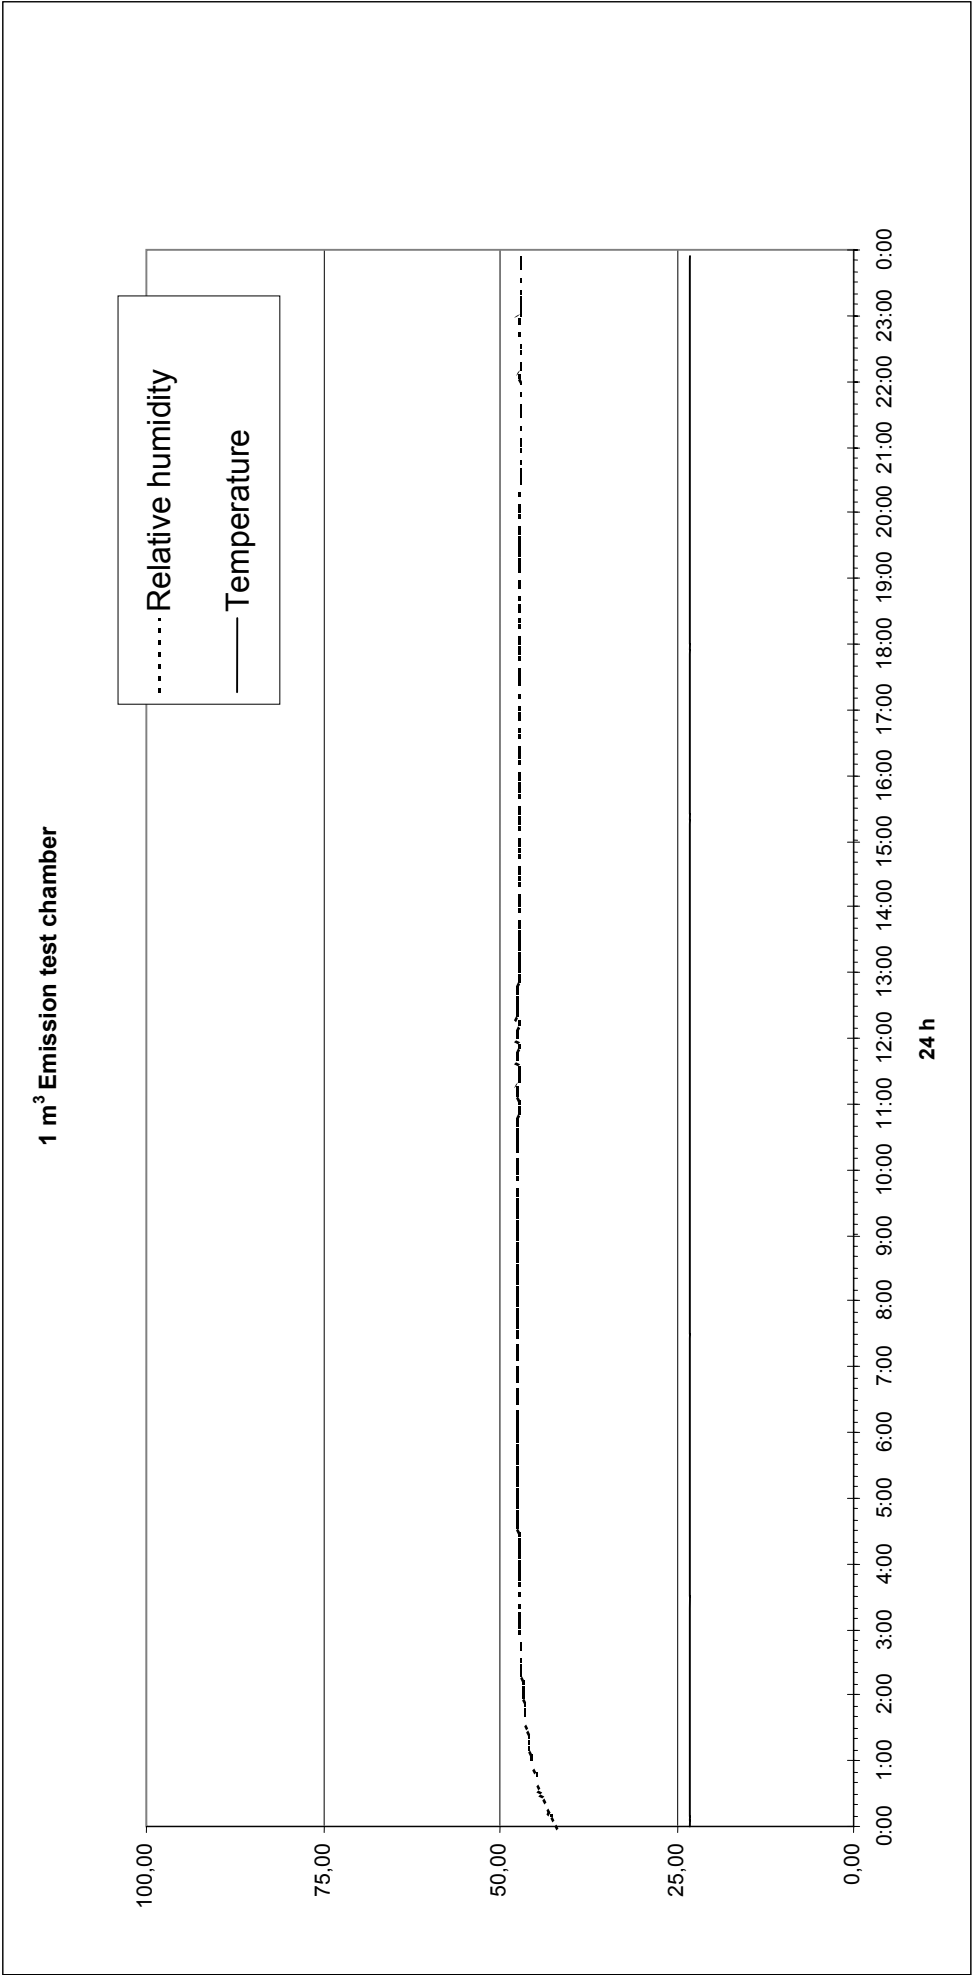 1 m³ Emission test chamber
Relative humidity
Temperature
100,00
75,00
50,00
25,00
0,00
0:00 1:00 2:00 3:00 4:00 5:00 6:00 7:00 8:00 9:00 10:00 11:00 12:00 13:00 14:00 15:00 16:00 17:00 18:00 19:00 20:00 21:00 22:00 23:00 0:00
24 h